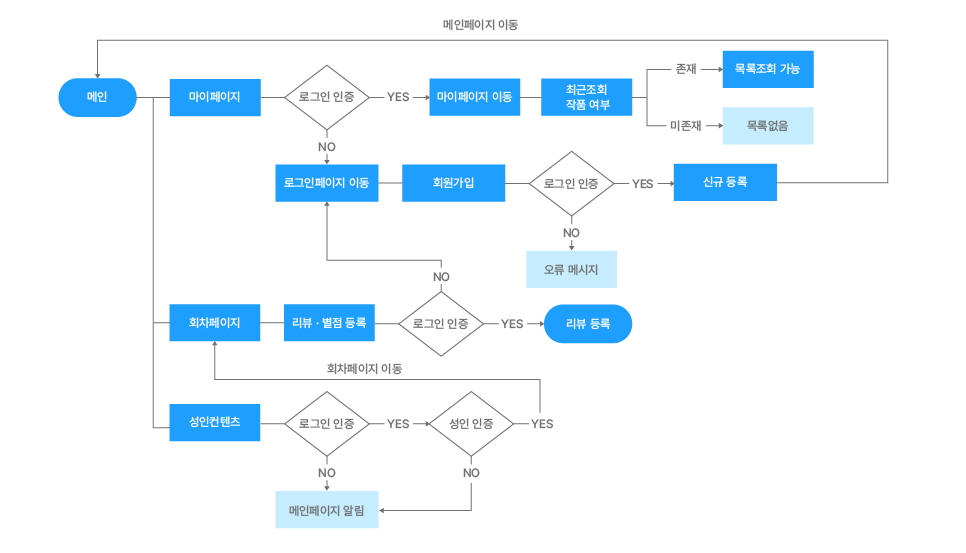 메인페이지 이동
메인
마이페이지
로그인 인증
YES
마이페이지 이동
최근조회
작품 여부
존재
목록조회 가능
미존재
목록없음
NO
로그인페이지 이동
회원가입
로그인 인증
YES
신규 등록
NO
오류 메시지
NO
회차페이지
리뷰 · 별점 등록
로그인 인증
YES
리뷰 등록
회차페이지 이동
성인컨텐츠
로그인 인증
YES
성인 인증
YES
NO
NO
메인페이지 알림